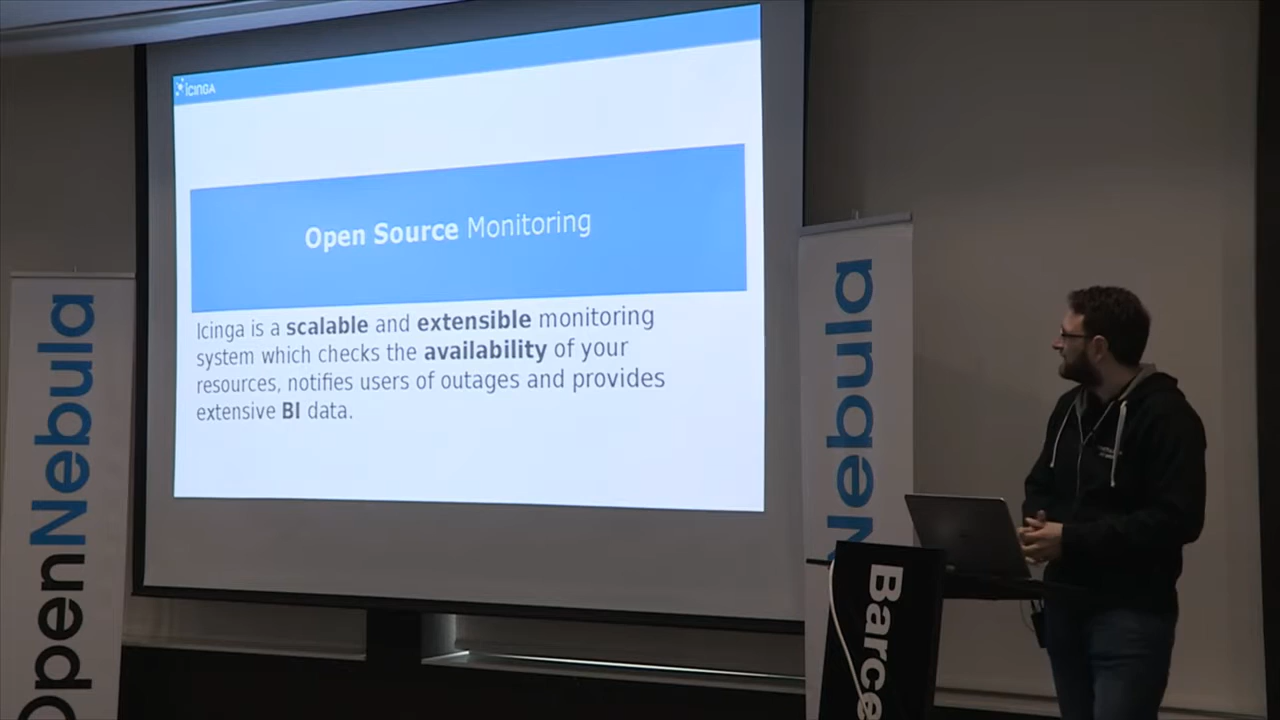 ICINGA
Open Source Monitoring
Icinga is a scalable and extensible monitoring
system which checks the availability of your
resources, notifies users of outages and provides
extensive BI data.
OpenNebula
Nebula
Barce